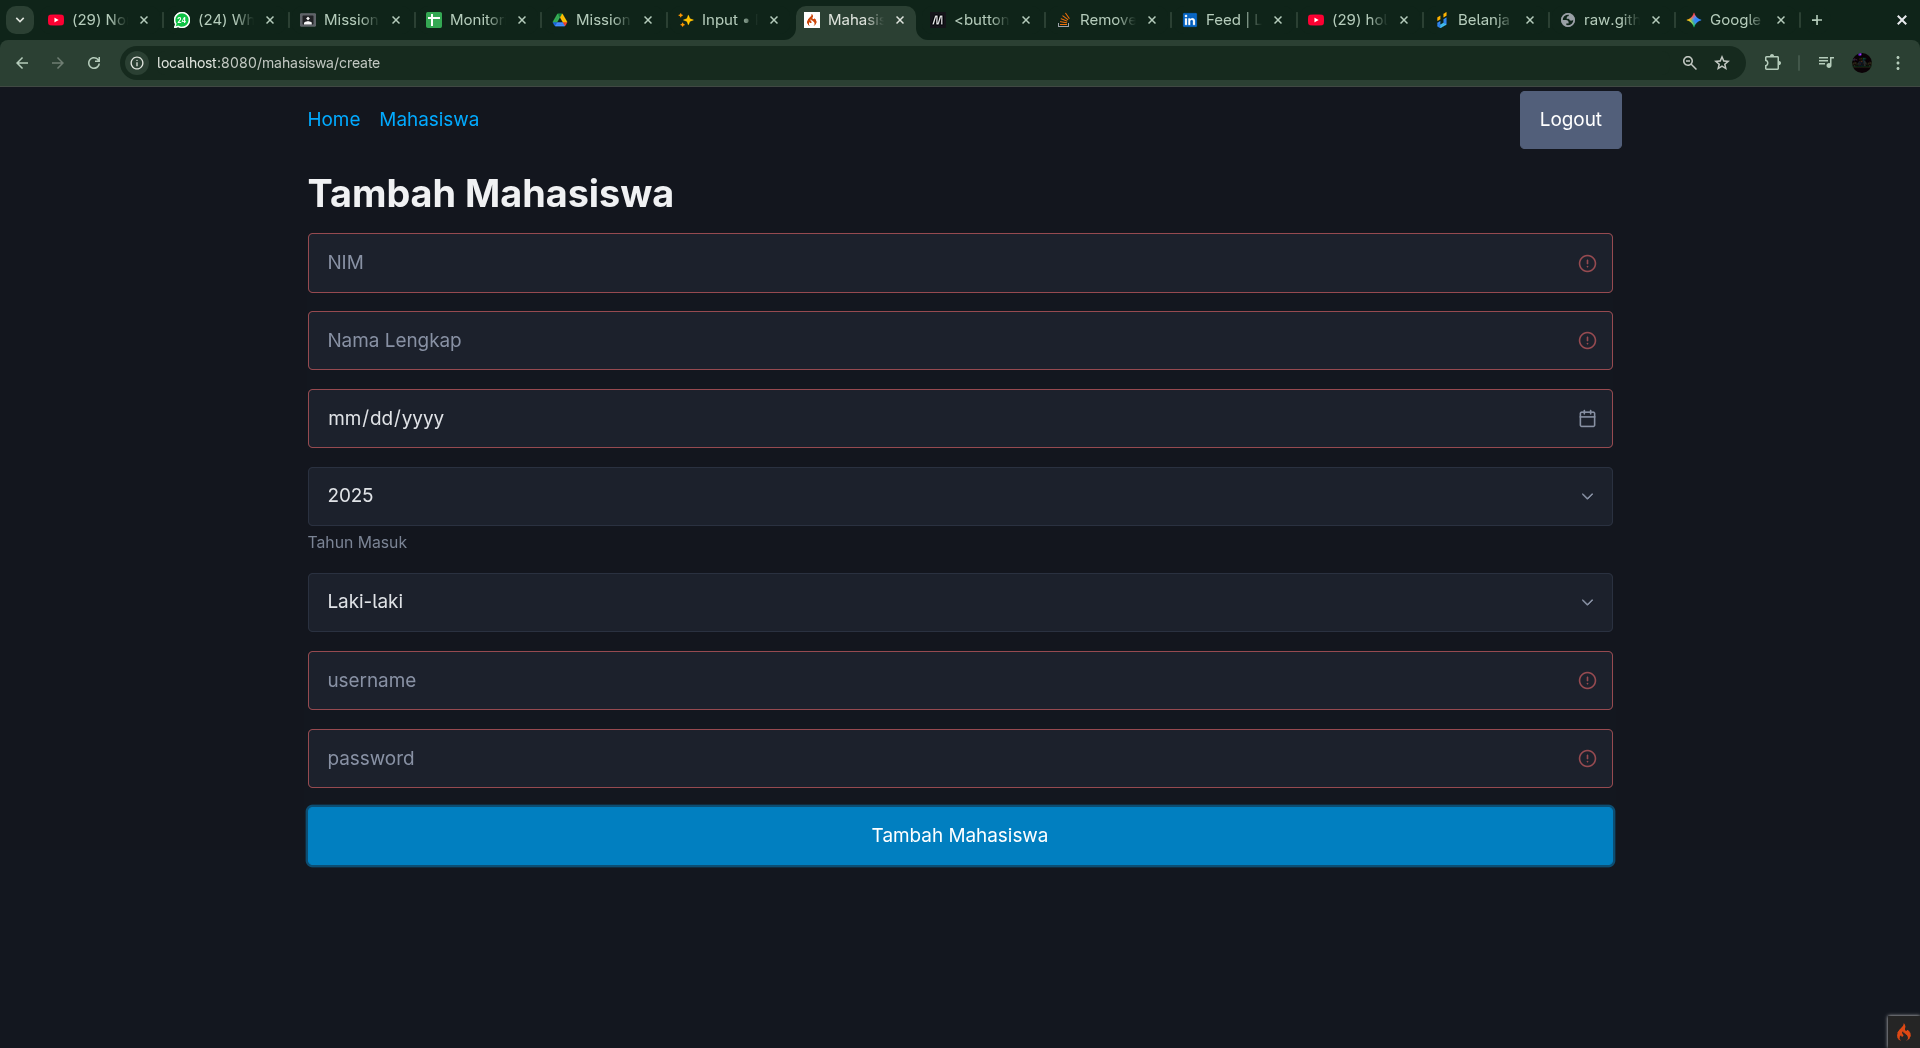 (29) No
(24) Wh
Mission
Monitor
Mission
Input •
Mahasis
<button
Remove
Feed | L
(29) hol
Belanja
raw.gith
Google
localhost:8080/mahasiswa/create
Home Mahasiswa
Logout
Tambah Mahasiswa
NIM
Nama Lengkap
mm/dd/yyyy
2025
Tahun Masuk
Laki-laki
username
password
Tambah Mahasiswa